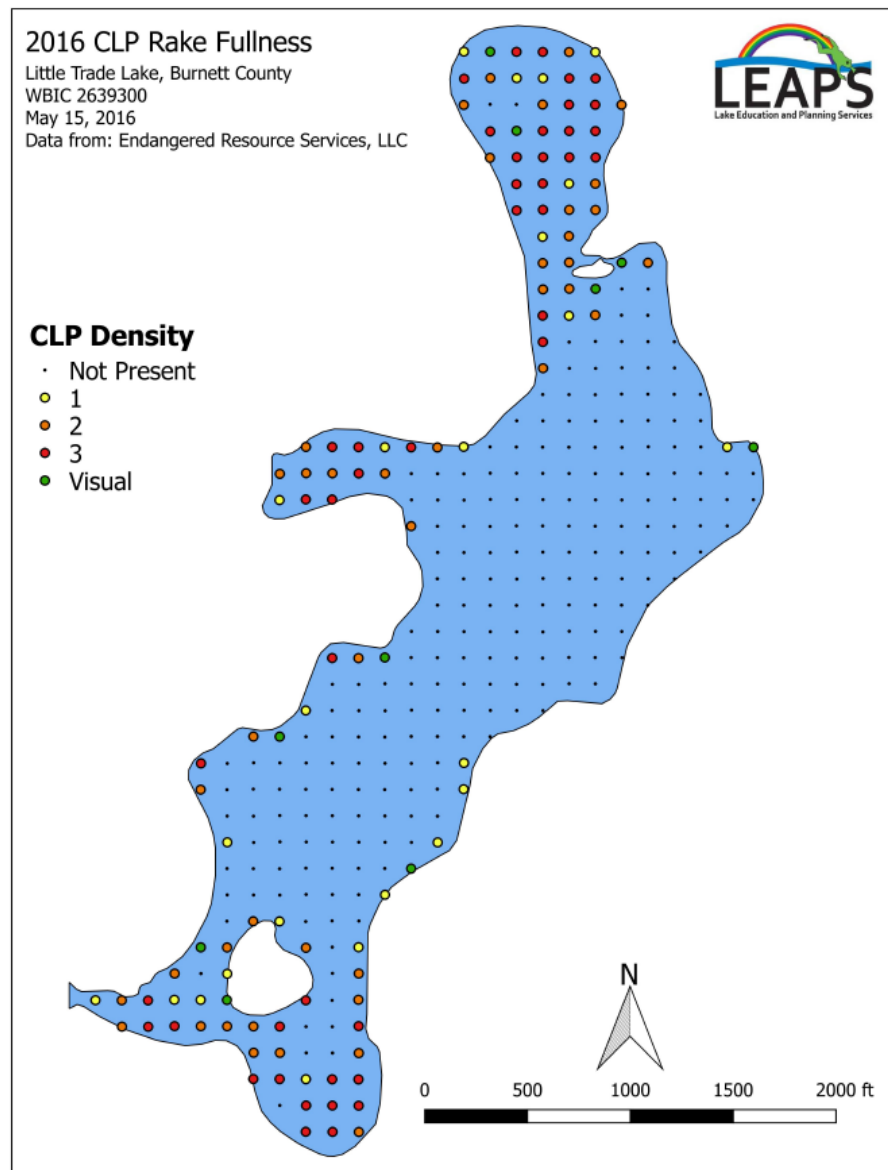 2016 CLP Rake Fullness
Little Trade Lake, Burnett County
WBIC 2639300
May 15, 2016
Data from: Endangered Resource Services, LLC
LEAPS
Lake Education and Planning Services
CLP Density
Not Present
1
2
3
Visual
N
0 500 1000 1500 2000 ft